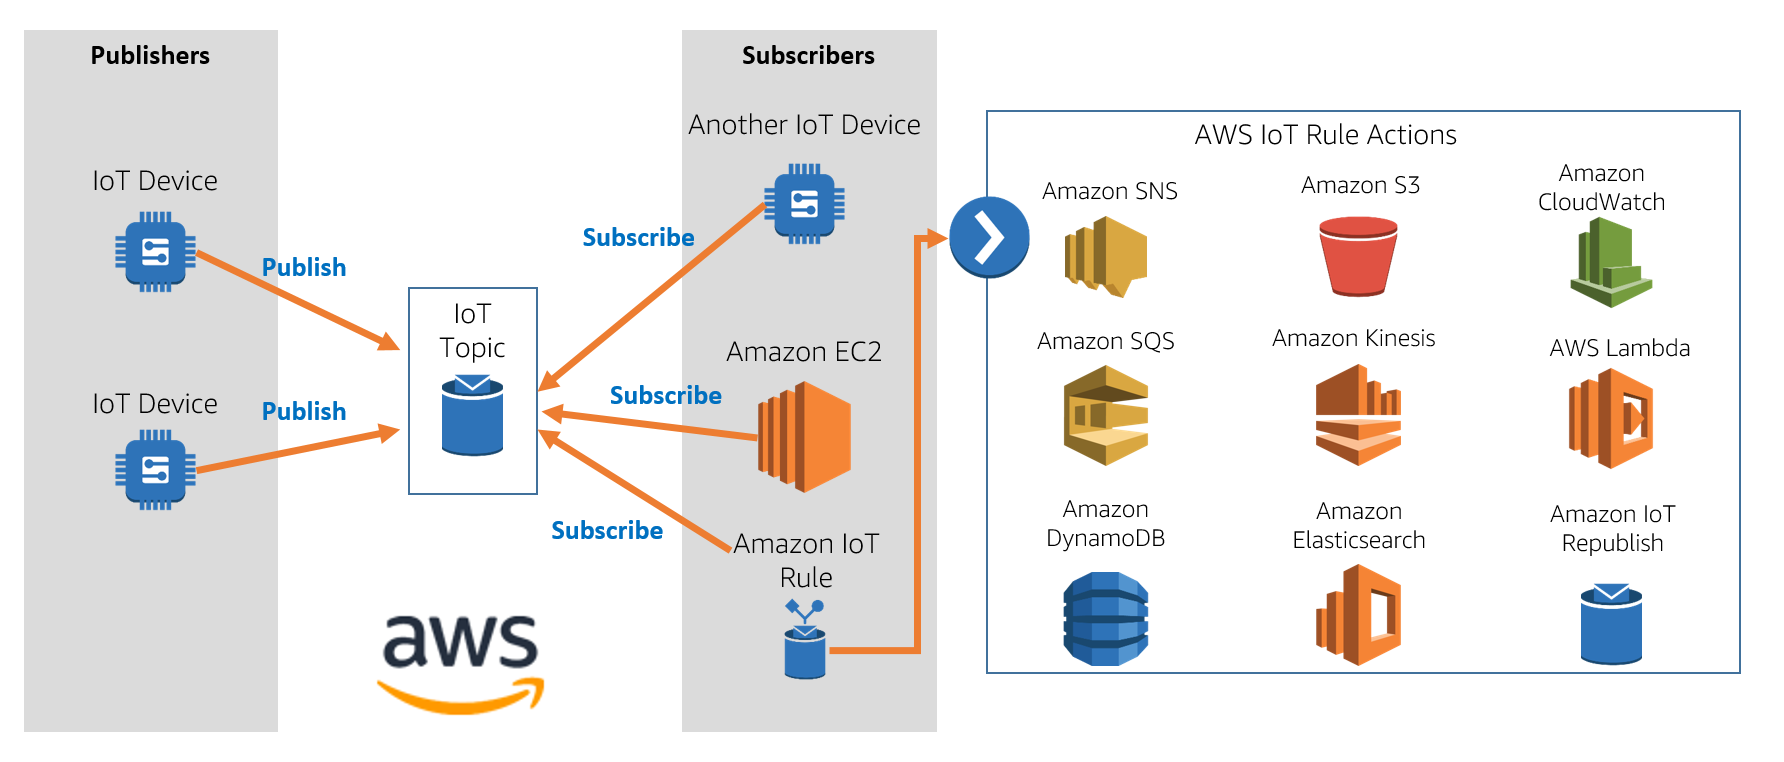 Publishers
IoT Device
Publish
IoT Device
Publish
IoT
Topic
aws
Subscribers
Another IoT Device
Subscribe
Amazon EC2
Subscribe
Subscribe
Amazon IoT
Rule
AWS IoT Rule Actions
Amazon SNS
Amazon S3
Amazon
CloudWatch
Amazon SQS
Amazon Kinesis
AWS Lambda
Amazon
DynamoDB
Amazon
Elasticsearch
Amazon IoT
Republish